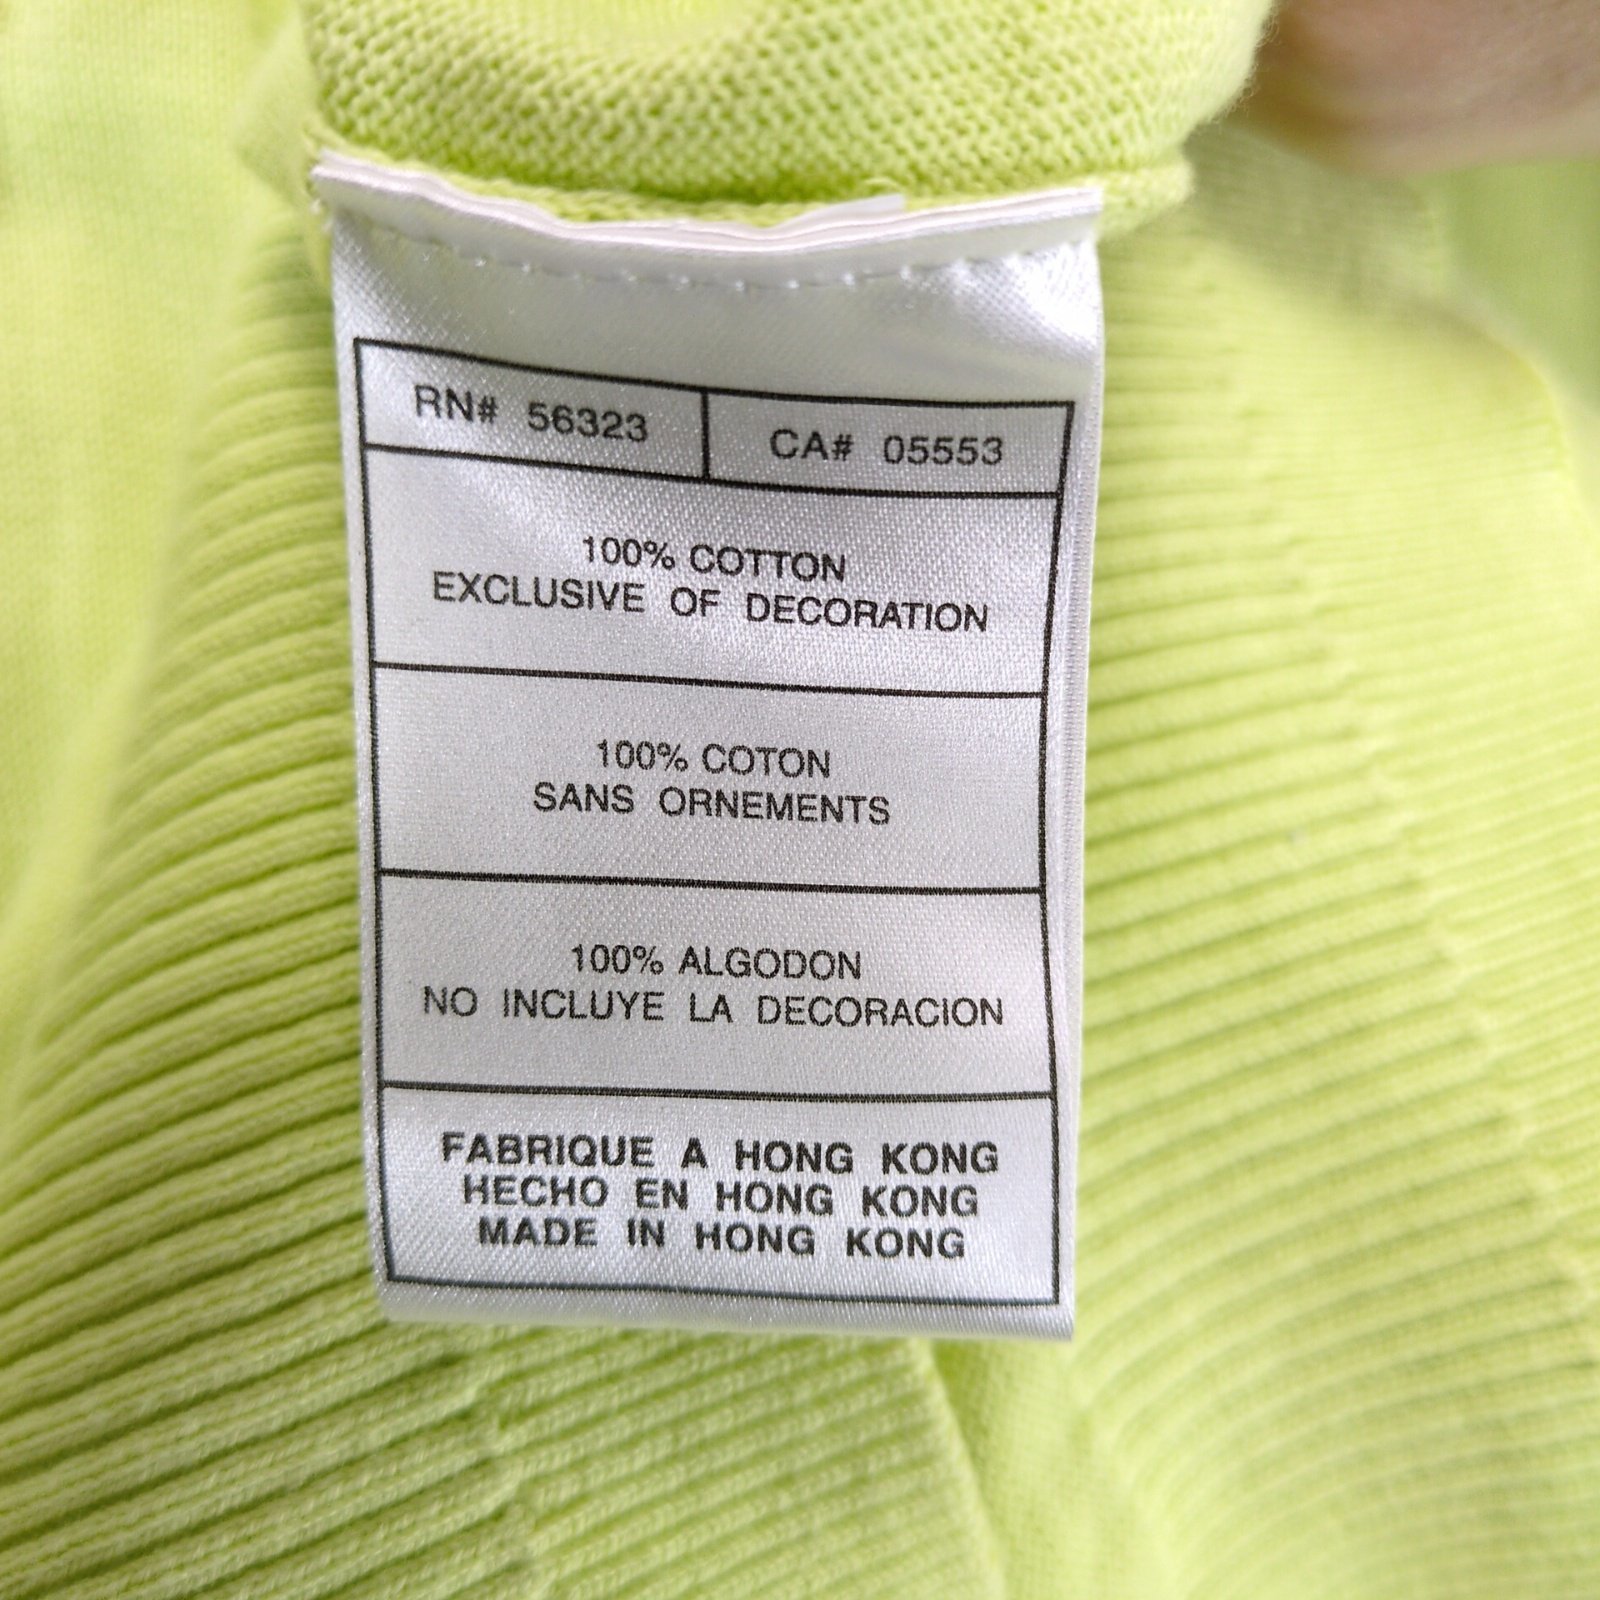 RN# 56323
CA# 05553
100% COTTON
EXCLUSIVE OF DECORATION
100% COTON
SANS ORNEMENTS
100% ALGODON
NO INCLUYE LA DECORACION
FABRIQUE A HONG KONG
HECHO EN HONG KONG
MADE IN HONG KONG